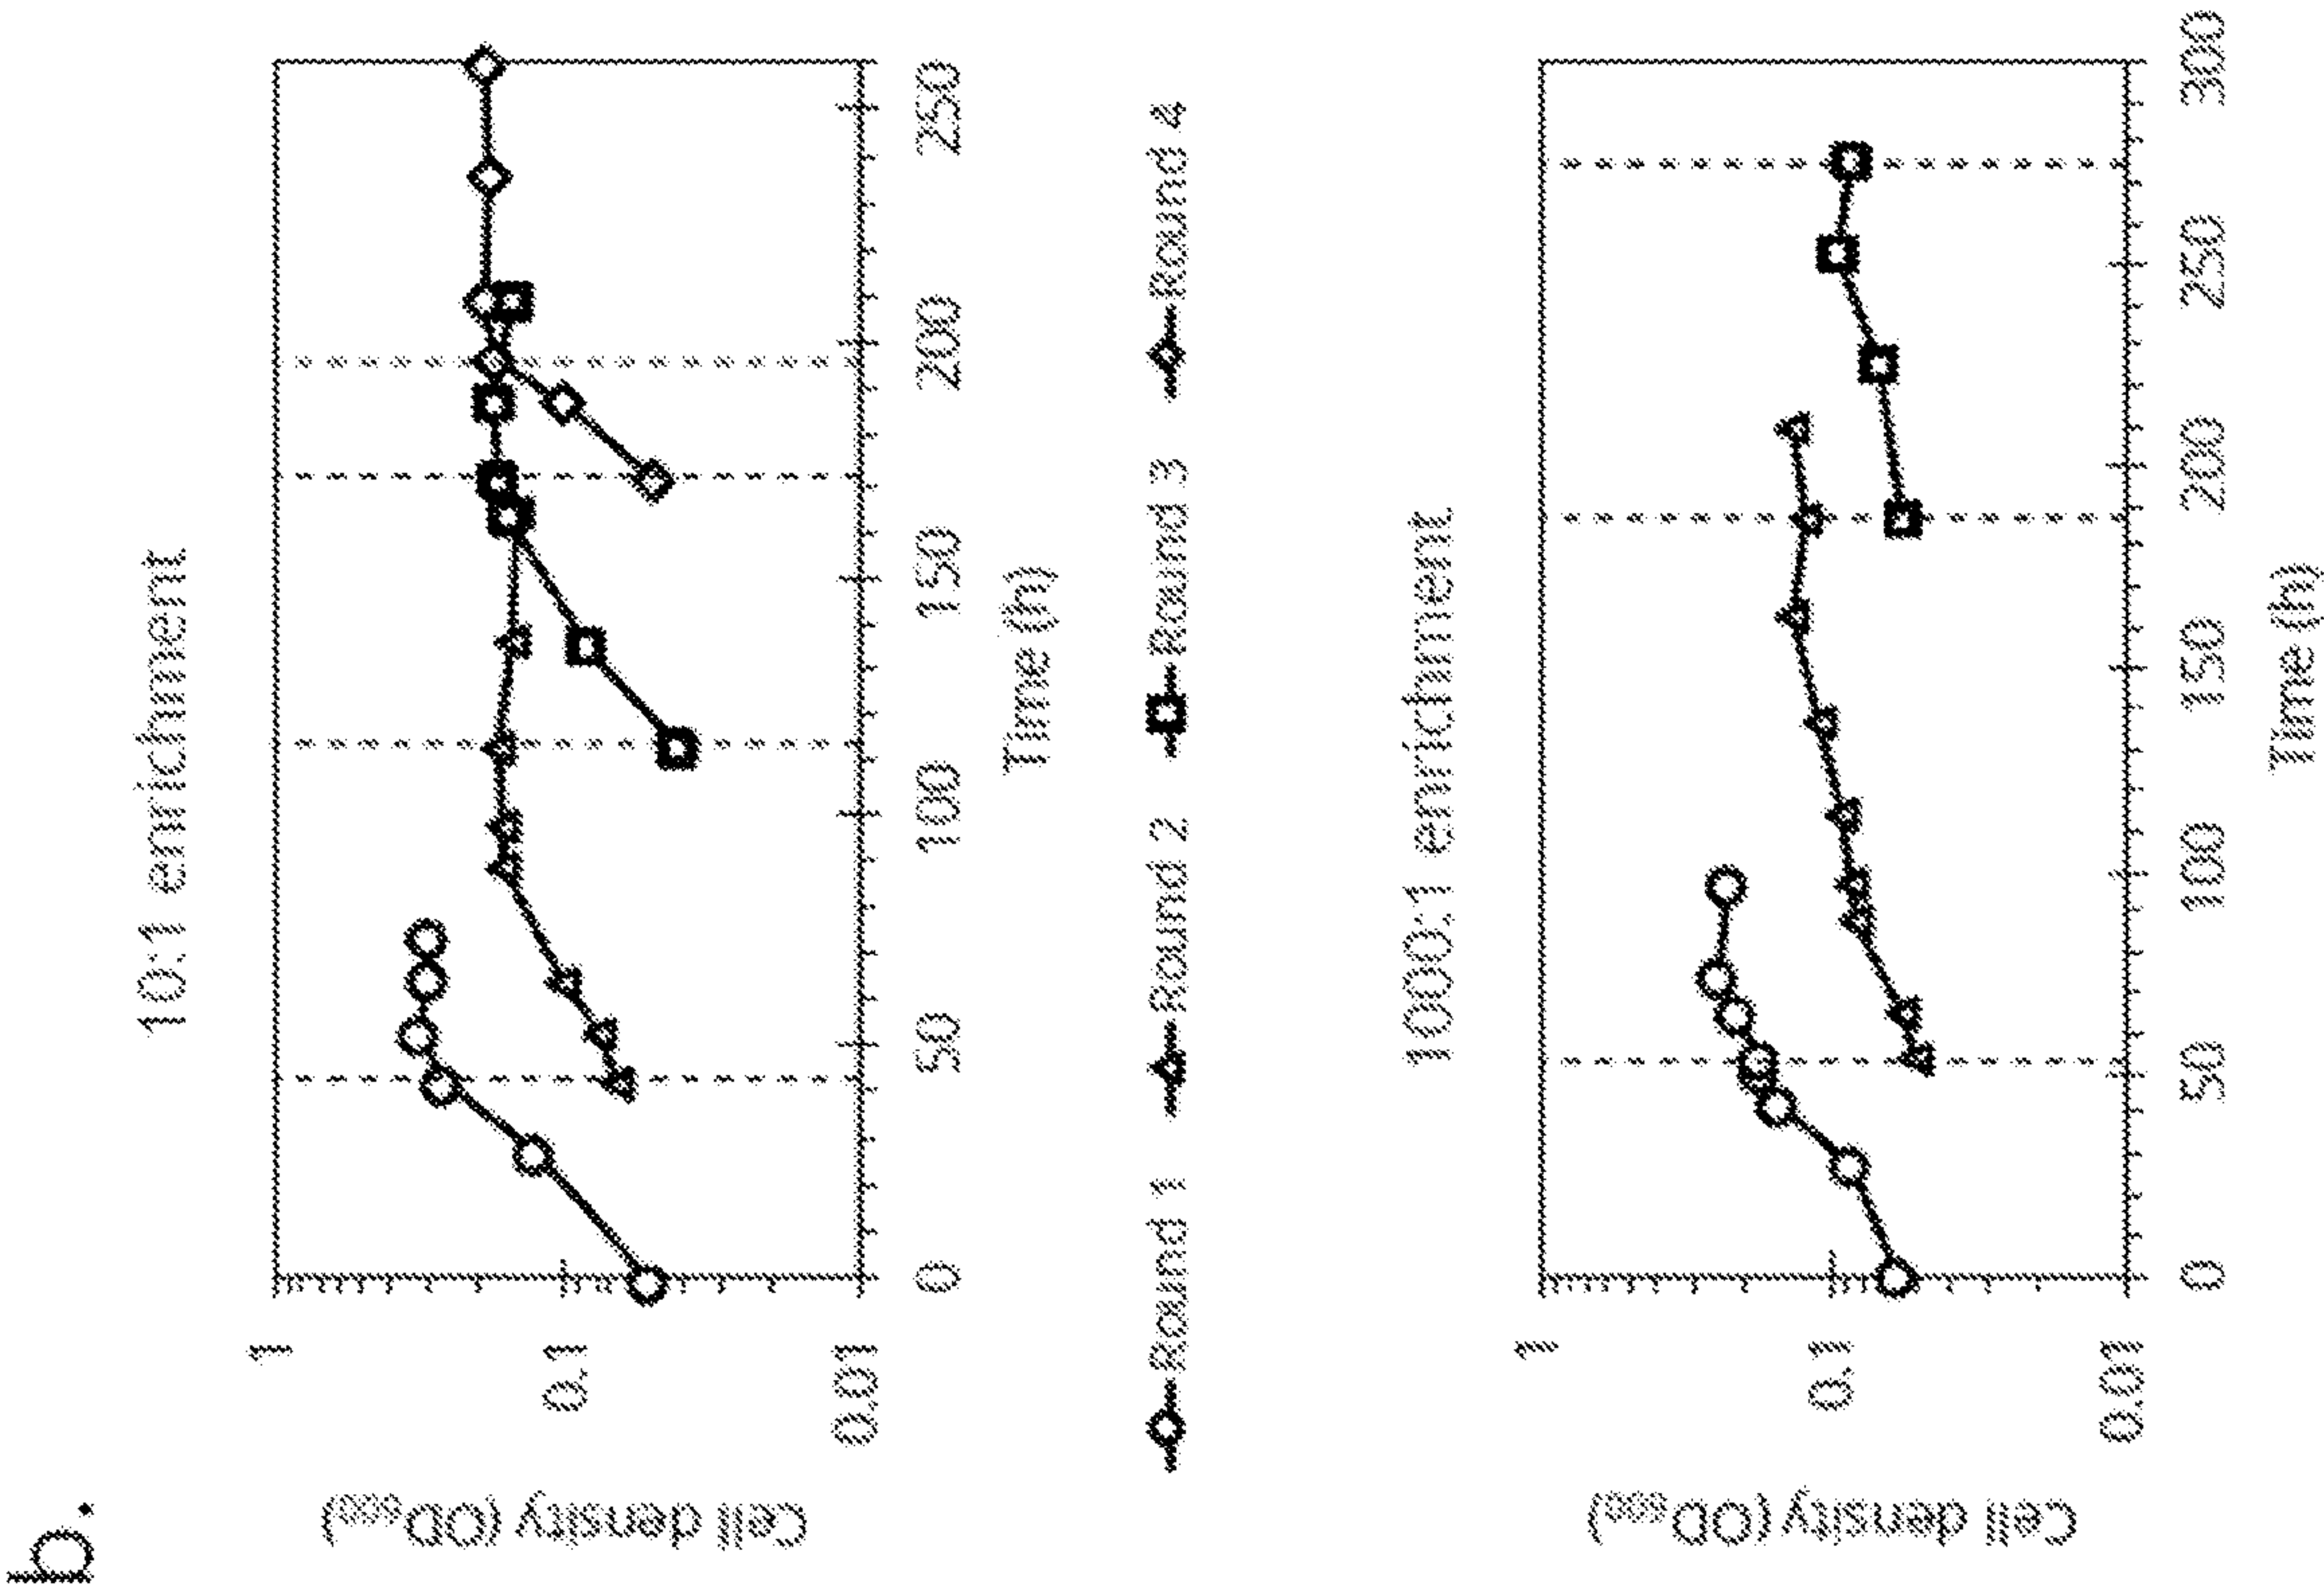 b.
10:1 enrichment
Cell density (OD600)
1
0.1
0.01
0 50 100 150 200 250
Time (h)
Round 1 Round 2 Round 3 Round 4
1000:1 enrichment
Cell density (OD600)
1
0.1
0.01
0 50 100 150 200 250 300
Time (h)